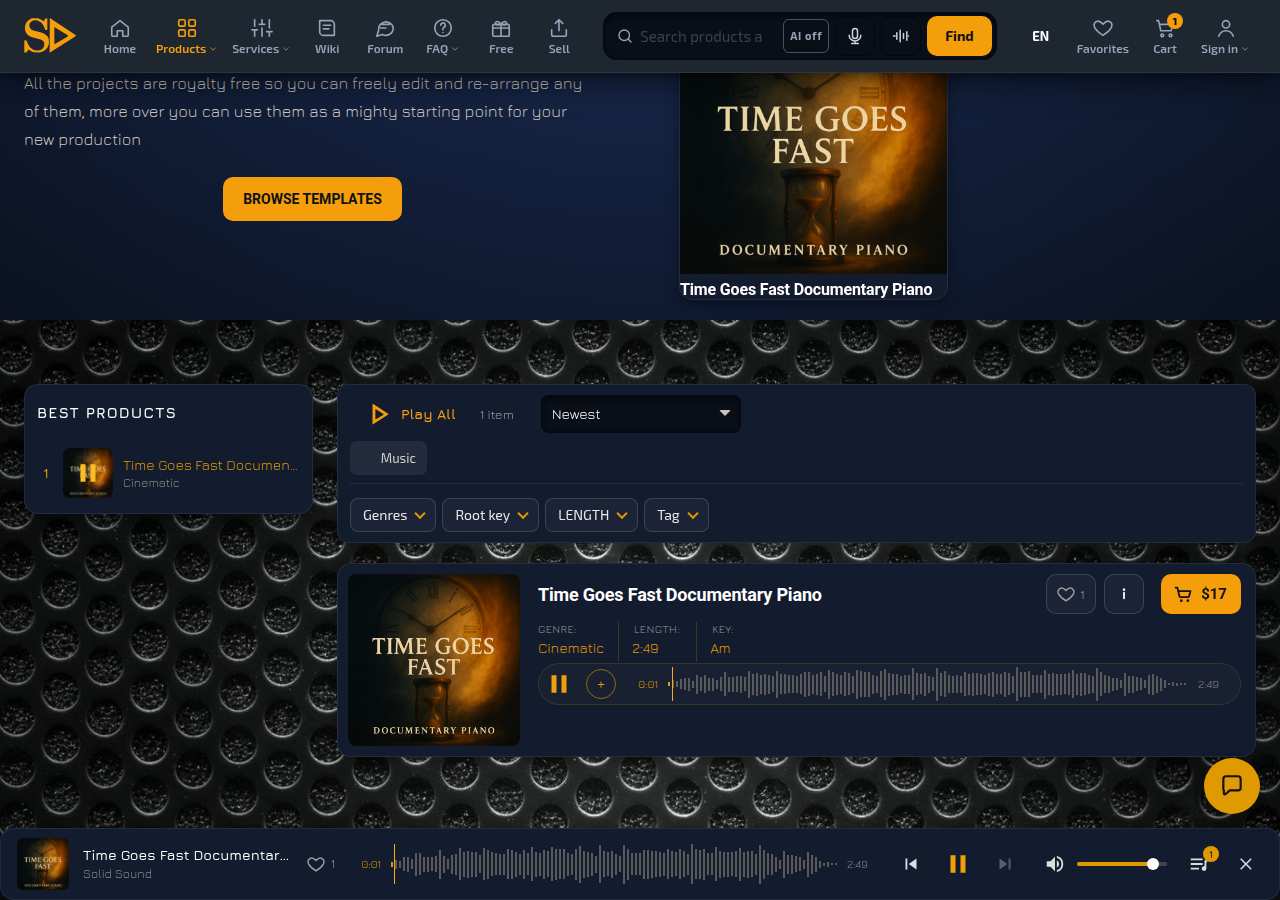 SD
Home
Products
Services
Wiki
Forum
FAQ
Free
Sell
Search products a
AI off
Find
EN
Favorites
1
Cart
Sign in
All the projects are royalty free so you can freely edit and re-arrange any
of them, more over you can use them as a mighty starting point for your
new production
BROWSE TEMPLATES
TIME GOES
FAST
DOCUMENTARY PIANO
Time Goes Fast Documentary Piano
BEST PRODUCTS
1
Time Goes Fast Documen...
Cinematic
Play All
1 item
Newest
Music
Genres
Root key
LENGTH
Tag
TIME GOES
FAST
DOCUMENTARY PIANO
Time Goes Fast Documentary Piano
1
i
$17
GENRE:
Cinematic
LENGTH:
2:49
KEY:
Am
+
0:01
2:49
TIME GOES
FAST
Time Goes Fast Documentar...
Solid Sound
1
0:01
2:49
1